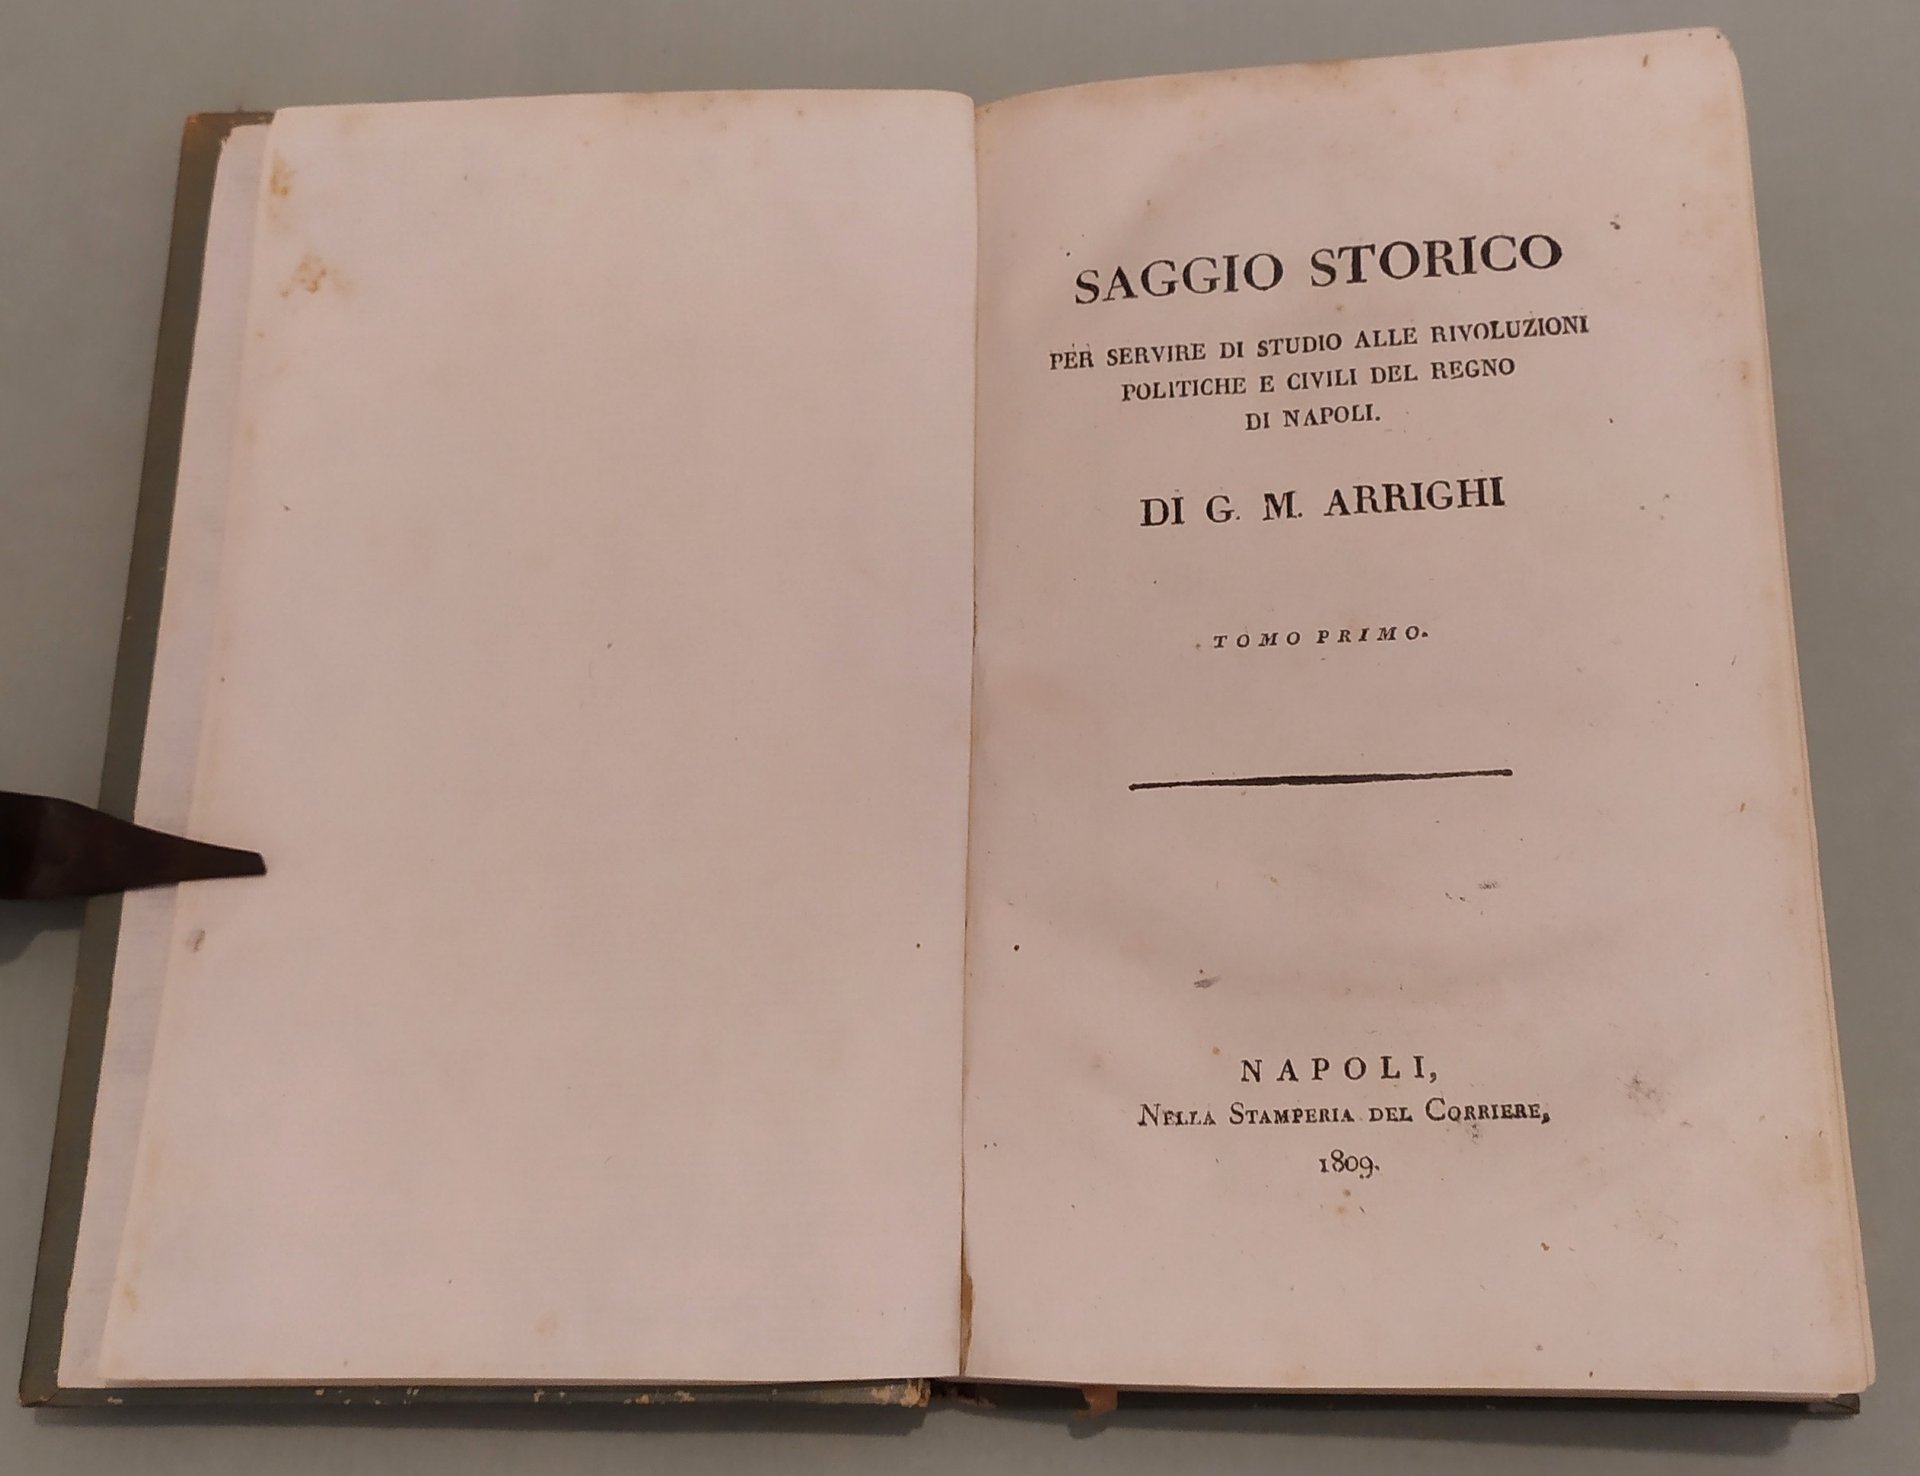 SAGGIO STORICO
PER SERVIRE DI STUDIO ALLE RIVOLUZIONI
POLITICHE E CIVILI DEL REGNO
DI NAPOLI.
DI G. M. ARRIGHI
TOMO PRIMO.
NAPOLI,
NELLA STAMPERIA DEL CORRIERE,
1809.